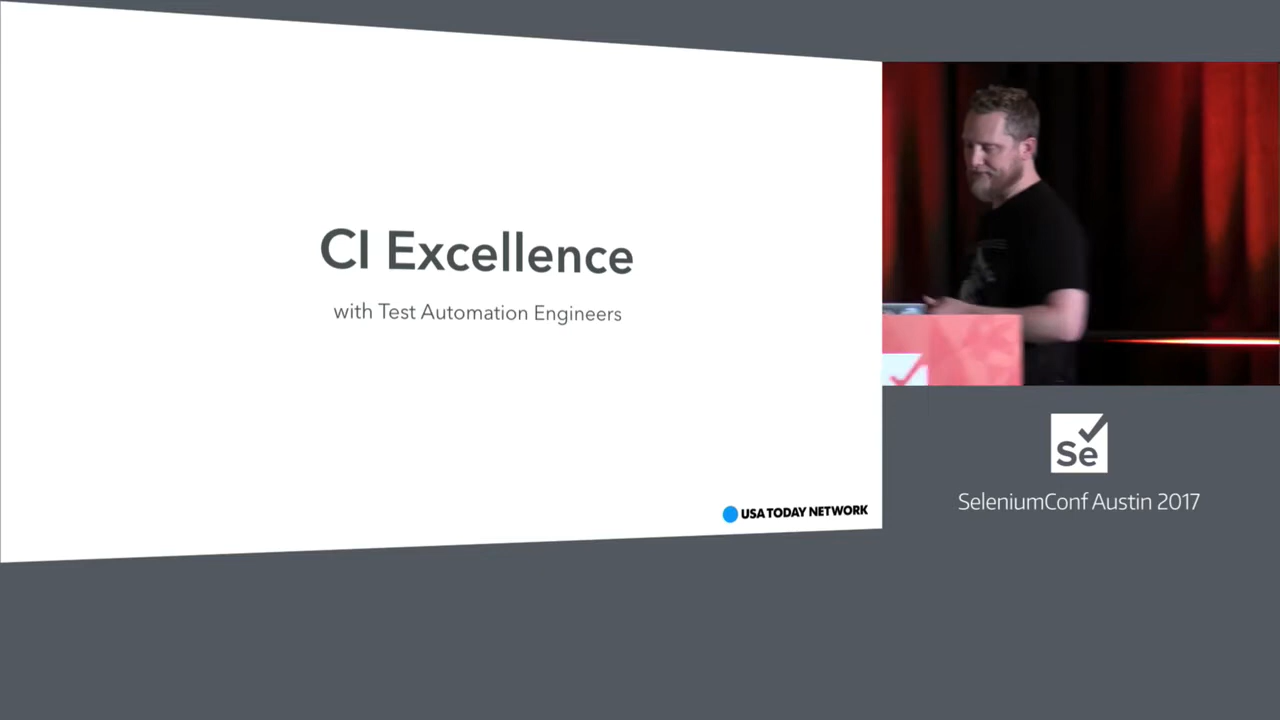 CI Excellence
with Test Automation Engineers
USA TODAY NETWORK
Se
SeleniumConf Austin 2017